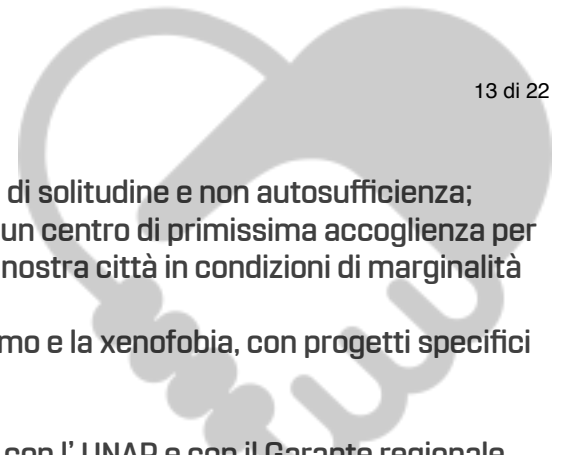 13 di 22
di solitudine e non autosufficienza;
un centro di primissima accoglienza per
nostra città in condizioni di marginalità
mo e la xenofobia, con progetti specifici
con l' UNAR e con il Garante regionale